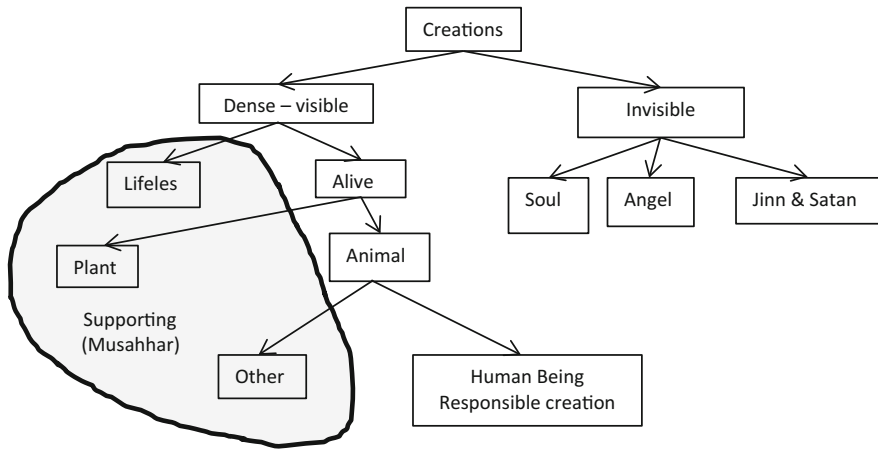 Creations
Dense – visible
Invisible
Lifeles
Alive
Soul
Angel
Jinn & Satan
Plant
Animal
Supporting
(Musahhar)
Other
Human Being
Responsible creation